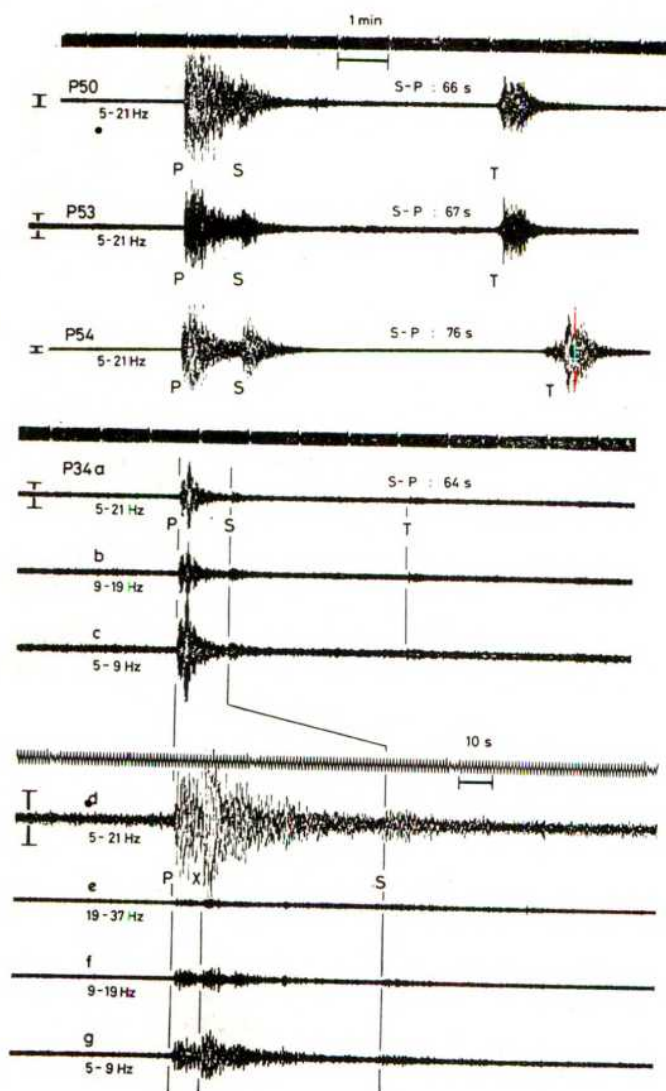 1 min
P50
S-P : 66 s
5-21 Hz
P S T
P53
S-P : 67 s
5-21 Hz
P S T
P54
S-P : 76 s
5-21 Hz
P S T
P34 a
S-P : 64 s
5-21 Hz
P S T
b
9-19 Hz
c
5-9 Hz
10 s
d
5-21 Hz
P X S
e
19-37 Hz
f
9-19 Hz
g
5-9 Hz